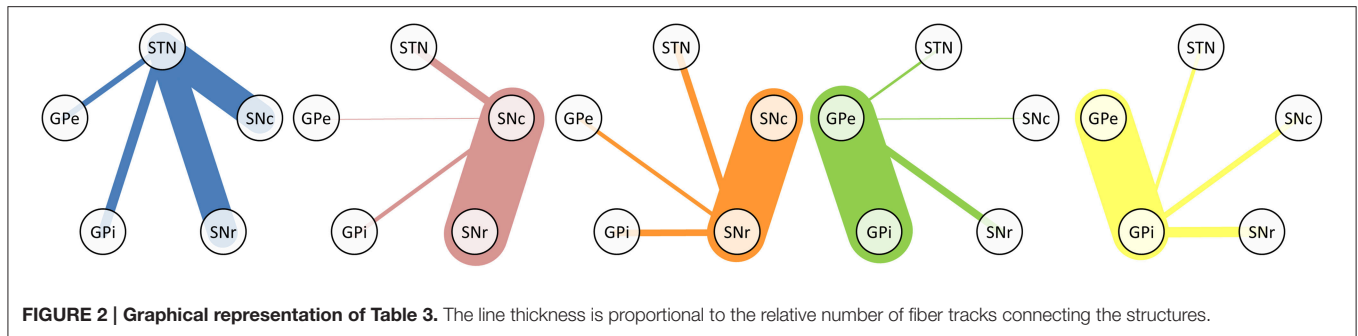 STN STN STN STN STN
GPe SNc GPe SNc GPe SNc GPe SNc GPe SNc
GPi SNr GPi SNr GPi SNr GPi SNr GPi SNr
FIGURE 2 | Graphical representation of Table 3. The line thickness is proportional to the relative number of fiber tracks connecting the structures.